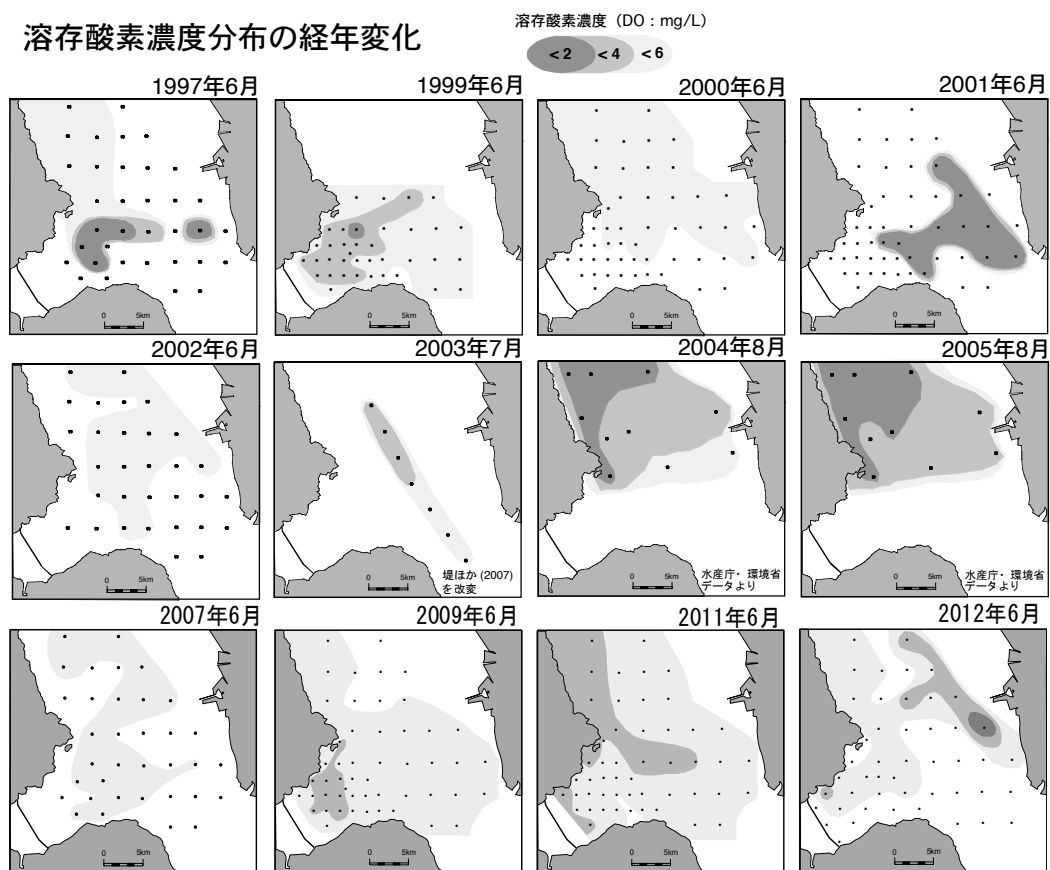 溶存酸素濃度分布の経年変化
溶存酸素濃度（DO：mg/L）
<2 <4 <6
1997年6月 1999年6月 2000年6月 2001年6月
0 5km 0 5km 0 5km 0 5km
2002年6月 2003年7月 2004年8月 2005年8月
0 5km 0 5km 0 5km 0 5km
堤ほか (2007)
を改変
水産庁・環境省
データより
水産庁・環境省
データより
2007年6月 2009年6月 2011年6月 2012年6月
0 5km 0 5km 0 5km 0 5km